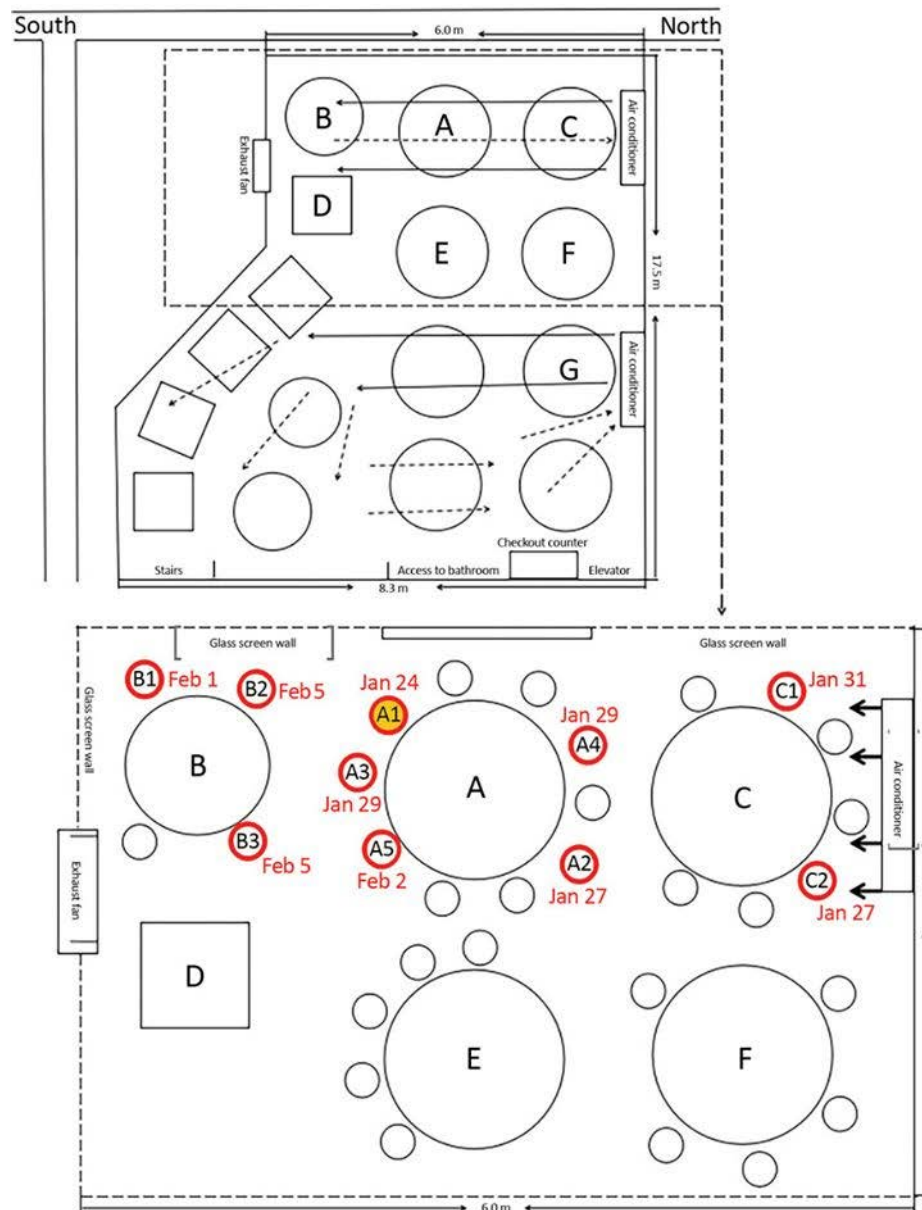 South
North
6.0 m
B
A
C
Air conditioner
Exhaust fan
D
E
F
17.5 m
G
Air conditioner
Checkout counter
Stairs
Access to bathroom
Elevator
8.3 m
Glass screen wall
Glass screen wall
Glass screen wall
B1 Feb 1
B2 Feb 5
Jan 24
A1
C1 Jan 31
Jan 29
A4
B
A3
Jan 29
A
C
Air conditioner
B3
Feb 5
A5
Feb 2
A2
Jan 27
C2
Jan 27
Exhaust fan
D
E
F
6.0 m